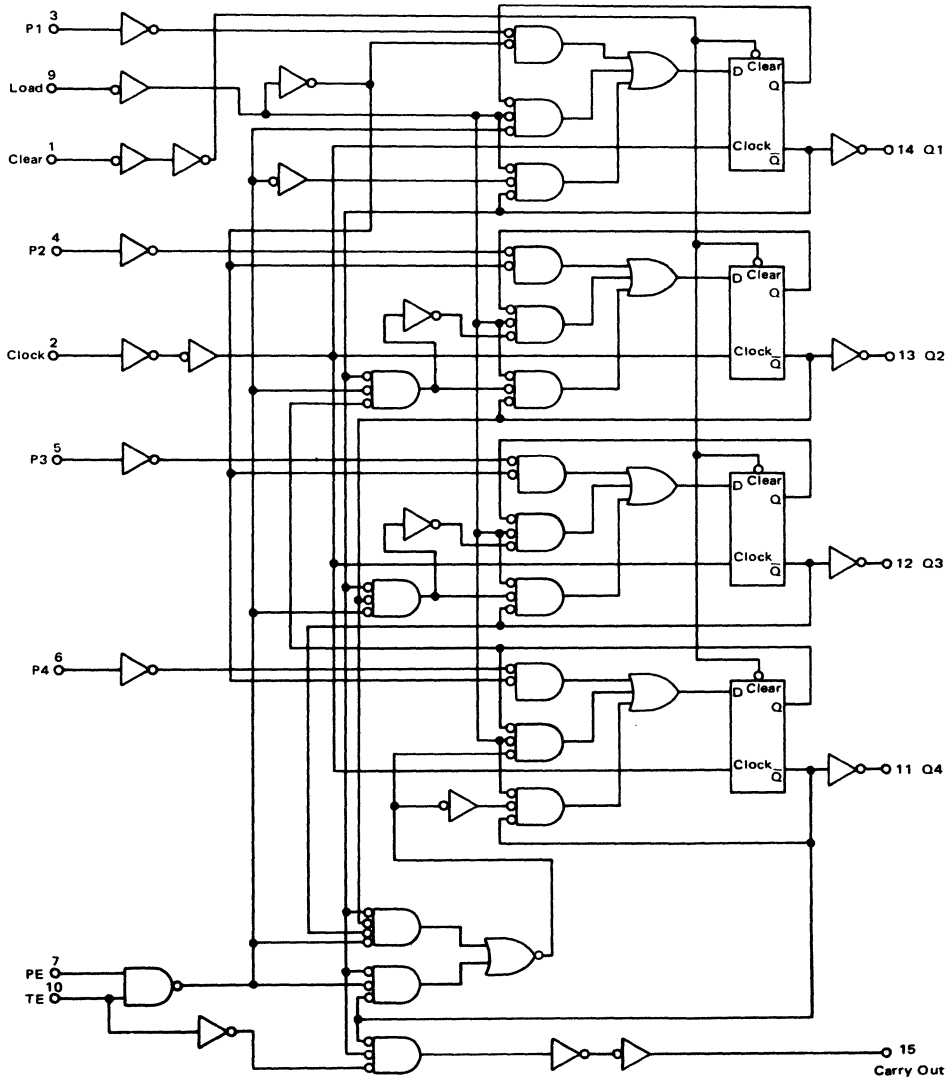 3
P1
9
Load
1
Clear
D Clear
Q
Clock
Q̅
14 Q1
4
P2
D Clear
Q
2
Clock
Clock
Q̅
13 Q2
5
P3
D Clear
Q
Clock
Q̅
12 Q3
6
P4
D Clear
Q
Clock
Q̅
11 Q4
7
PE
10
TE
15
Carry Out